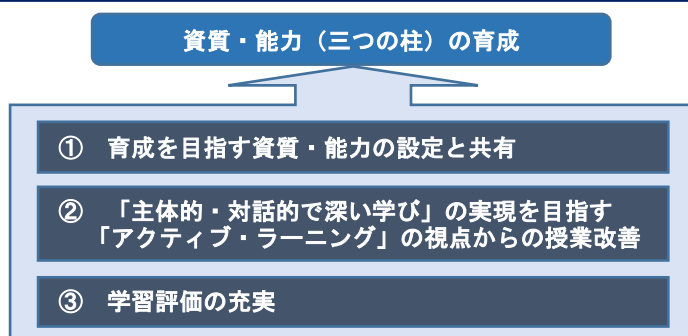 資質・能力（三つの柱）の育成
① 育成を目指す資質・能力の設定と共有
② 「主体的・対話的で深い学び」の実現を目指す
「アクティブ・ラーニング」の視点からの授業改善
③ 学習評価の充実